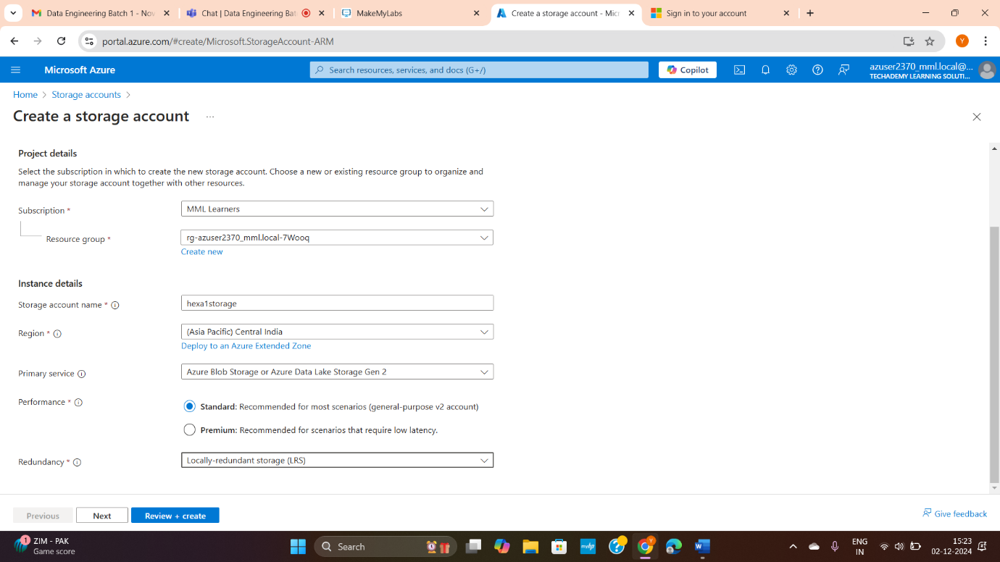 Data Engineering Batch 1 - Nov
Chat | Data Engineering Bat
MakeMyLabs
Create a storage account - Micr
Sign in to your account
portal.azure.com/#create/Microsoft.StorageAccount-ARM
Y
Microsoft Azure
Search resources, services, and docs (G+/)
Copilot
azuser2370_mml.local@...
TECHADEMY LEARNING SOLUTI...
Home > Storage accounts >
Create a storage account ...
Project details
Select the subscription in which to create the new storage account. Choose a new or existing resource group to organize and
manage your storage account together with other resources.
Subscription *
MML Learners
Resource group *
rg-azuser2370_mml.local-7Wooq
Create new
Instance details
Storage account name *
hexa1storage
Region *
(Asia Pacific) Central India
Deploy to an Azure Extended Zone
Primary service
Azure Blob Storage or Azure Data Lake Storage Gen 2
Performance *
Standard: Recommended for most scenarios (general-purpose v2 account)
Premium: Recommended for scenarios that require low latency.
Redundancy *
Locally-redundant storage (LRS)
Previous
Next
Review + create
Give feedback
1
ZIM - PAK
Game score
Search
myhp
Y
W
ENG
IN
15:23
02-12-2024